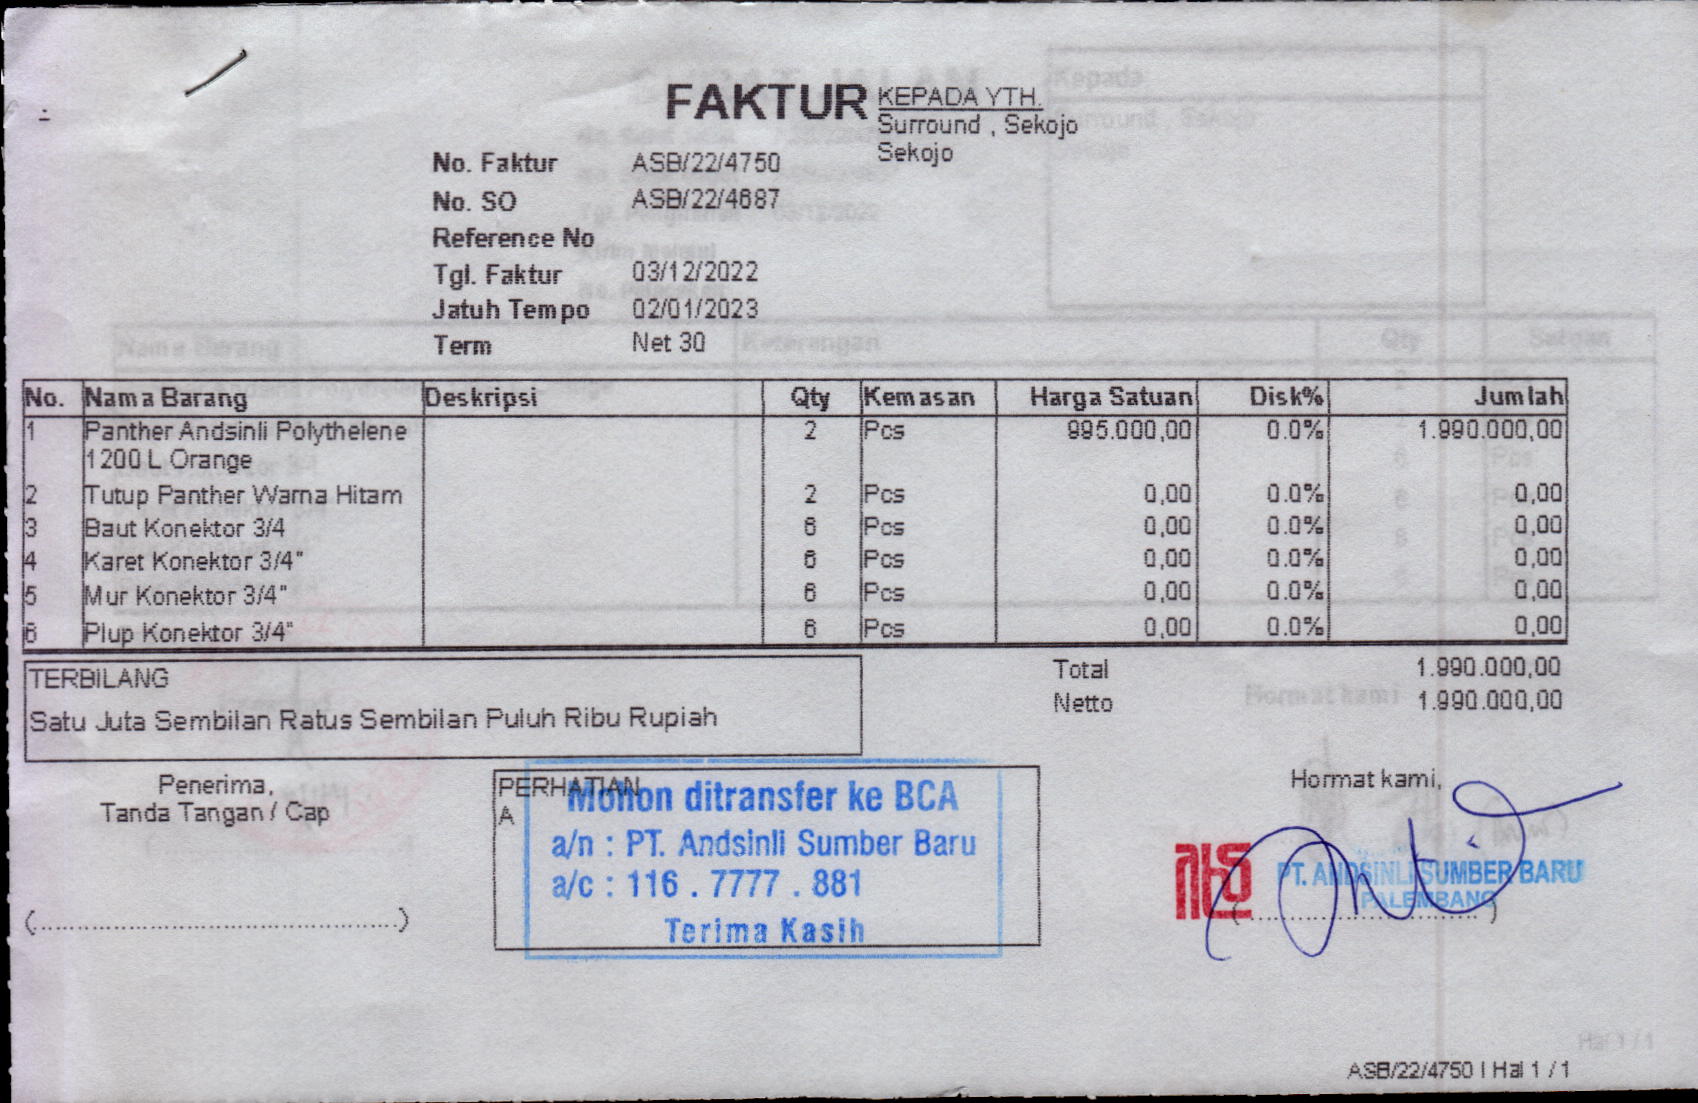 FAKTUR
KEPADA YTH.
Surround , Sekojo
Sekojo
No. Faktur ASB/22/4750
No. SO ASB/22/4687
Reference No
Tgl. Faktur 03/12/2022
Jatuh Tempo 02/01/2023
Term Net 30
No. Nama Barang Deskripsi Qty Kemasan Harga Satuan Disk% Jumlah
1 Panther Andsinli Polythelene 2 Pcs 995.000,00 0.0% 1.990.000,00
1200 L Orange
2 Tutup Panther Warna Hitam 2 Pcs 0,00 0.0% 0,00
3 Baut Konektor 3/4 6 Pcs 0,00 0.0% 0,00
4 Karet Konektor 3/4" 6 Pcs 0,00 0.0% 0,00
5 Mur Konektor 3/4" 6 Pcs 0,00 0.0% 0,00
6 Plup Konektor 3/4" 6 Pcs 0,00 0.0% 0,00
TERBILANG
Satu Juta Sembilan Ratus Sembilan Puluh Ribu Rupiah
Total 1.990.000,00
Netto 1.990.000,00
Penerima,
Tanda Tangan / Cap
(...............................................)
PERHATIAN
A
Mohon ditransfer ke BCA
a/n : PT. Andsinli Sumber Baru
a/c : 116 . 7777 . 881
Terima Kasih
Hormat kami,
PT. ANDSINLI SUMBER BARU
PALEMBANG
ASB/22/4750 | Hal 1 / 1